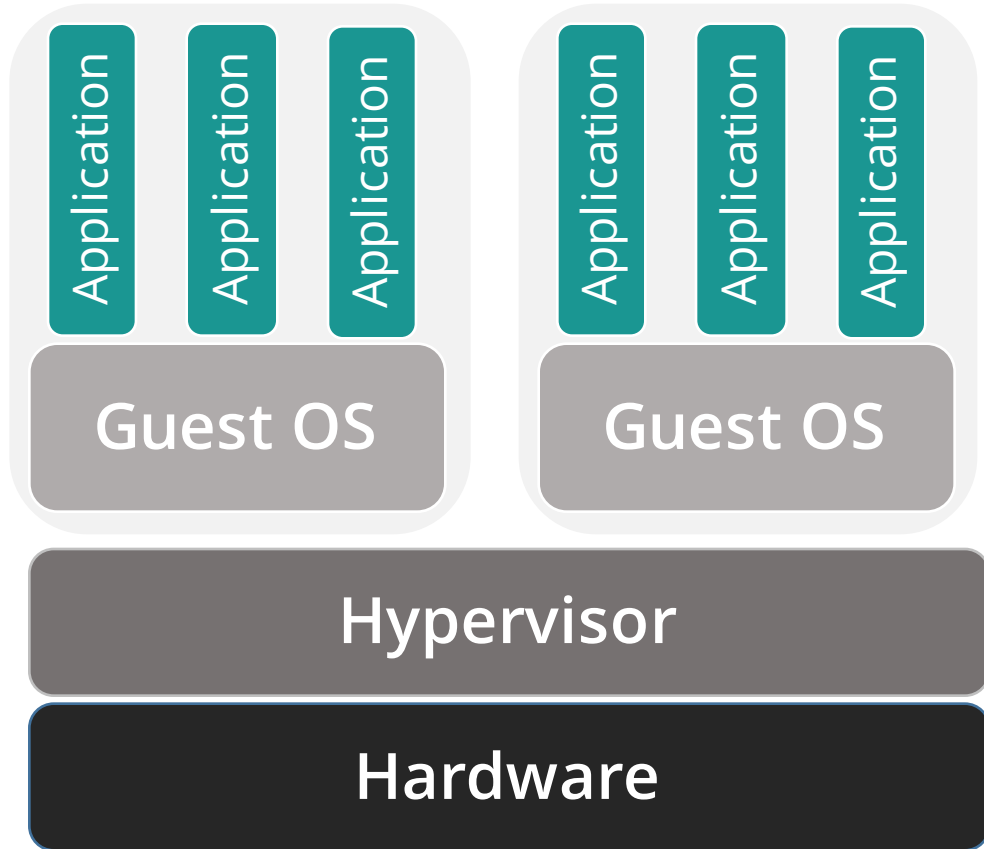 Application
Application
Application
Application
Application
Application
Guest OS
Guest OS
Hypervisor
Hardware